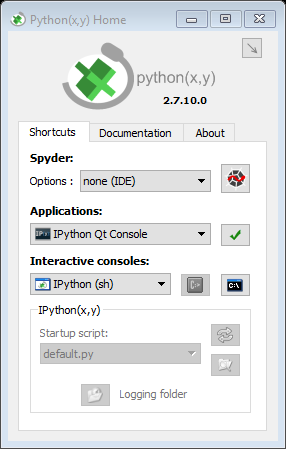 Python(x,y) Home
python(x,y)
2.7.10.0
Shortcuts Documentation About
Spyder:
Options : none (IDE)
Applications:
IPython Qt Console
Interactive consoles:
IPython (sh)
IPython(x,y)
Startup script:
default.py
Logging folder